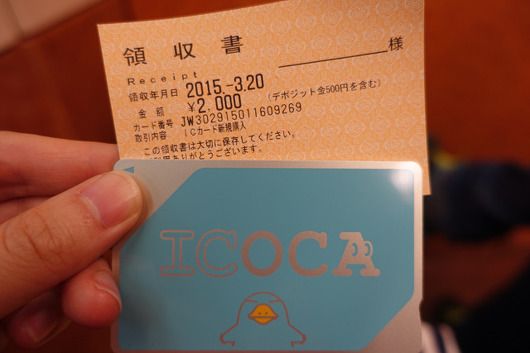 領収書
Receipt
様
領収年月日 2015.-3.20
金額 ¥2,000 (デポジット金500円を含む)
カード番号 JW302915011609269
取引内容 ICカード新規購入
この領収書は大切に保存してください。
ありがとうございます。
ICOCA